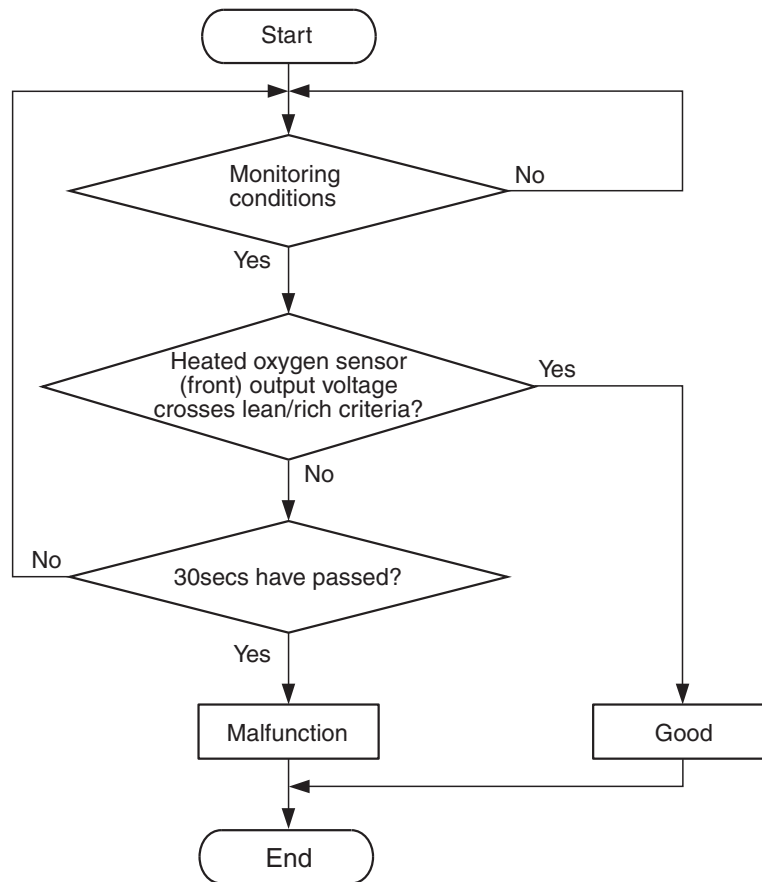 Start
Monitoring
conditions
No
Yes
Heated oxygen sensor
(front) output voltage
crosses lean/rich criteria?
Yes
No
No
30secs have passed?
Yes
Malfunction
Good
End